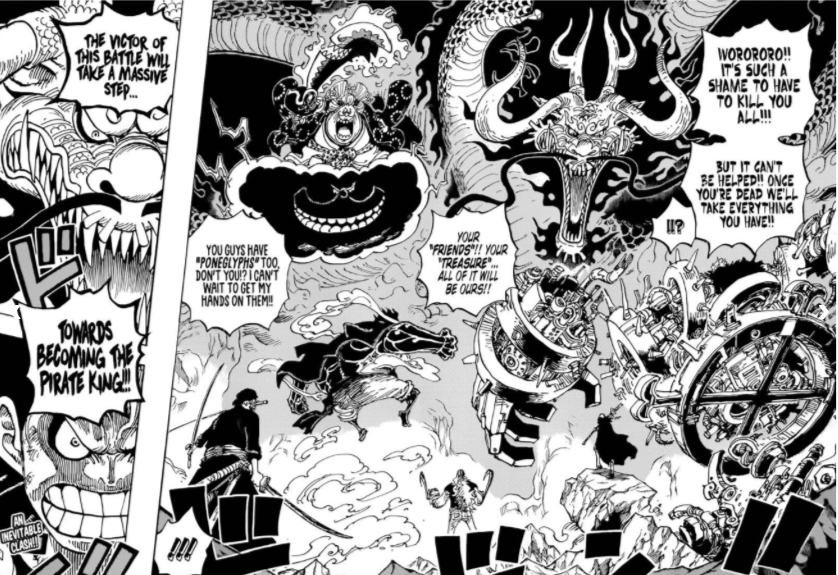 WORORORO!!
IT'S SUCH A
SHAME TO HAVE
TO KILL YOU
ALL!!!
BUT IT CAN'T
BE HELPED!! ONCE
YOU'RE DEAD WE'LL
TAKE EVERYTHING
YOU HAVE!!
!!?
YOUR
"FRIENDS"!! YOUR
"TREASURE"...
ALL OF IT WILL
BE OURS!!
YOU GUYS HAVE
"PONEGLYPHS" TOO,
DON'T YOU!? I CAN'T
WAIT TO GET MY
HANDS ON THEM!!
!!!
THE VICTOR OF
THIS BATTLE WILL
TAKE A MASSIVE
STEP...
ド
TOWARDS
BECOMING THE
PIRATE KING!!!
AN
INEVITABLE
CLASH!!